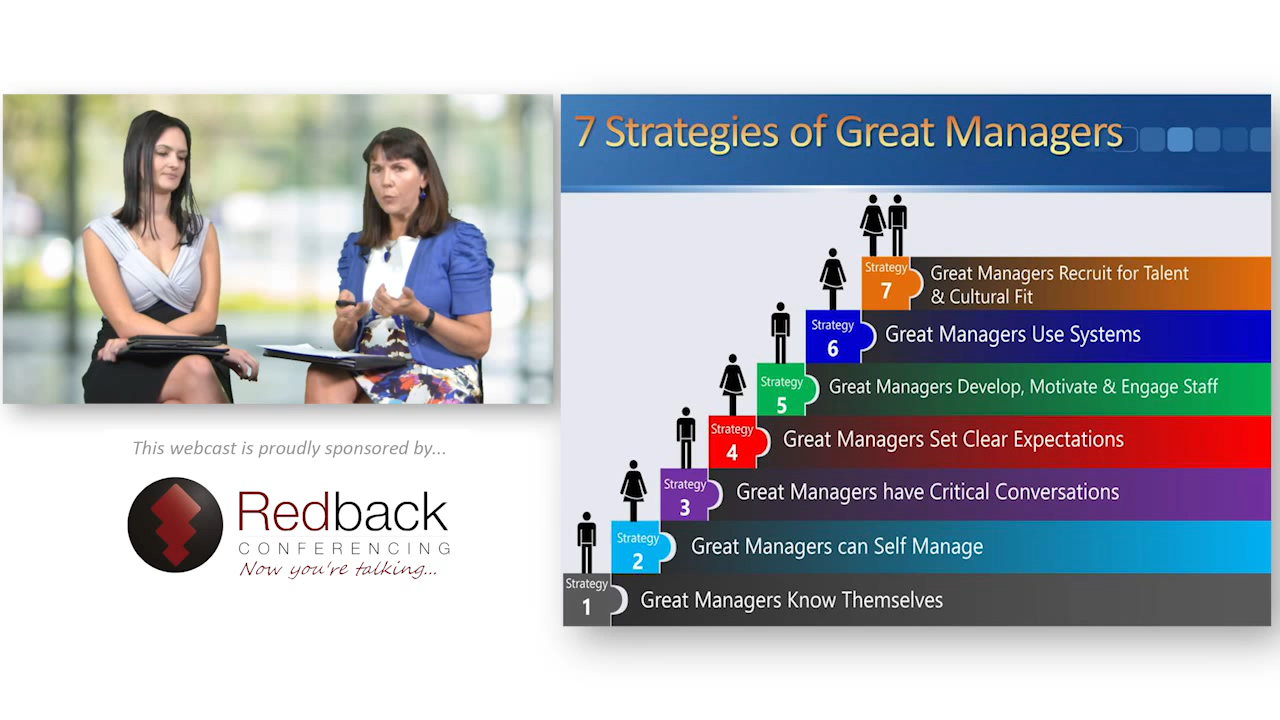 7 Strategies of Great Managers
Strategy
7
Great Managers Recruit for Talent
& Cultural Fit
Strategy
6
Great Managers Use Systems
Strategy
5
Great Managers Develop, Motivate & Engage Staff
Strategy
4
Great Managers Set Clear Expectations
Strategy
3
Great Managers have Critical Conversations
Strategy
2
Great Managers can Self Manage
Strategy
1
Great Managers Know Themselves
This webcast is proudly sponsored by...
Redback
CONFERENCING
Now you're talking...